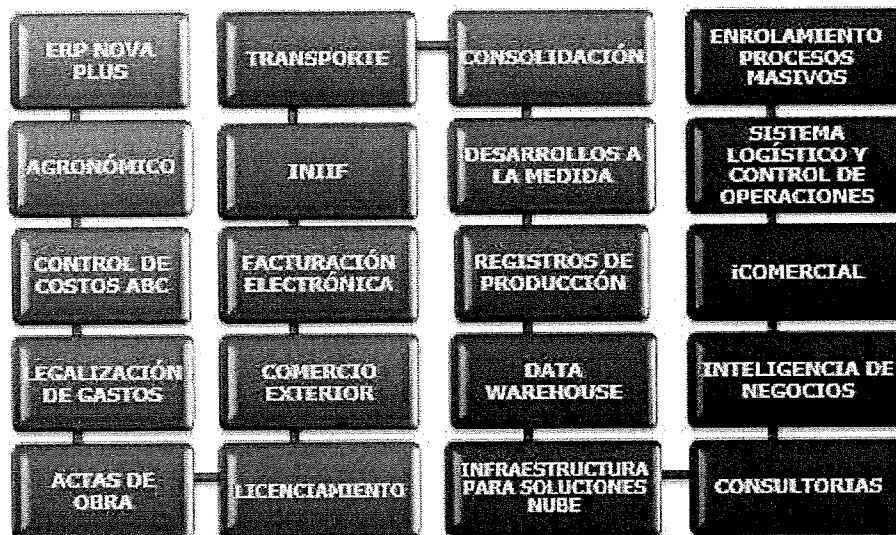 ERP NOVA
PLUS
AGRONÓMICO
CONTROL DE
COSTOS ABC
LEGALIZACIÓN
DE GASTOS
ACTAS DE
OBRA
LICENCIAMIENTO
COMERCIO
EXTERIOR
FACTURACIÓN
ELECTRÓNICA
INIIF
TRANSPORTE
CONSOLIDACIÓN
DESARROLLOS A
LA MEDIDA
REGISTROS DE
PRODUCCIÓN
DATA
WAREHOUSE
INFRAESTRUCTURA
PARA SOLUCIONES
NUBE
CONSULTORIAS
INTELIGENCIA DE
NEGOCIOS
iCOMERCIAL
SISTEMA
LOGÍSTICO Y
CONTROL DE
OPERACIONES
ENROLAMIENTO
PROCESOS
MASIVOS